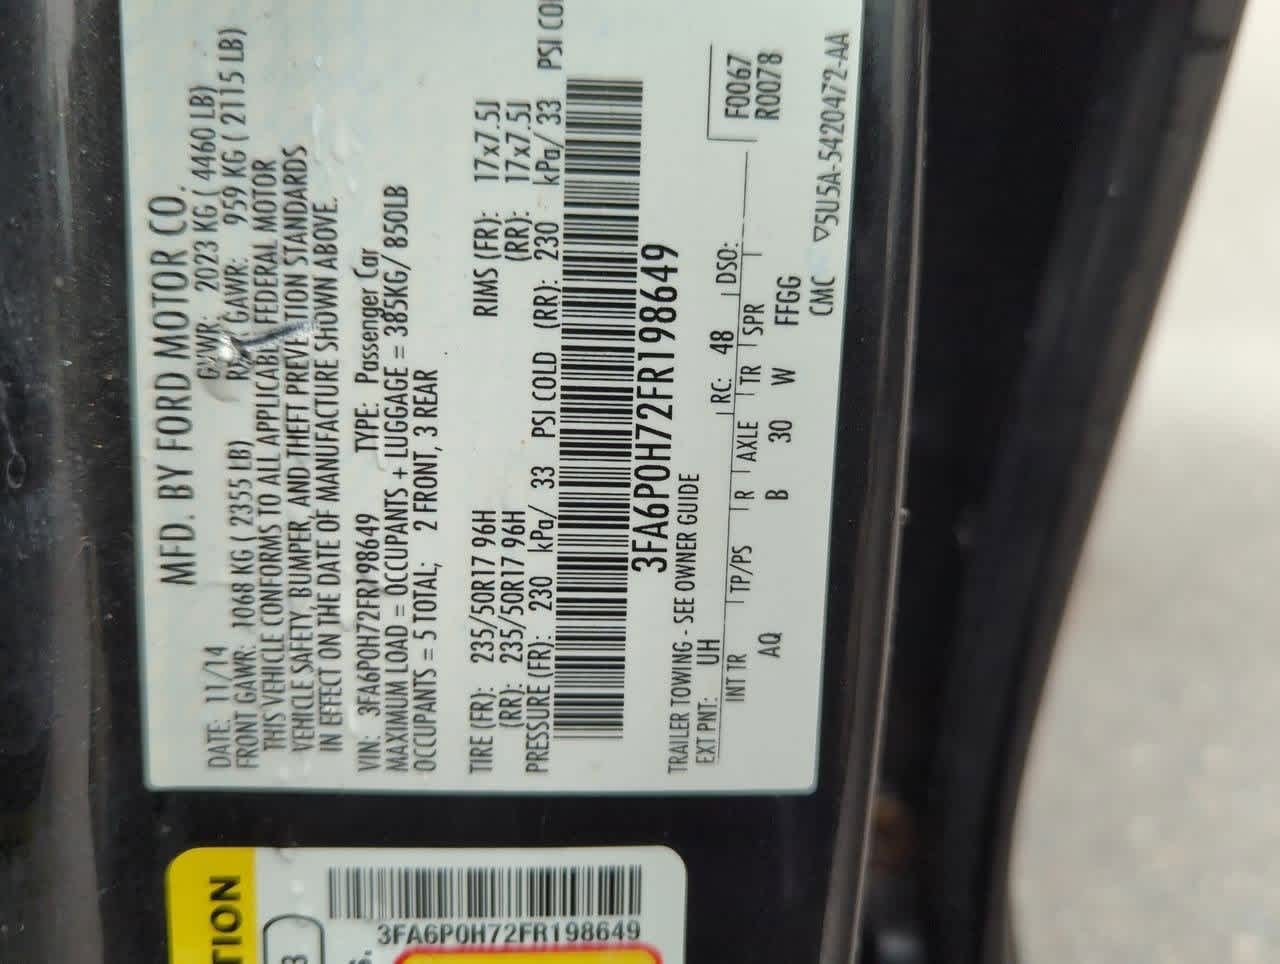 MFD. BY FORD MOTOR CO.
DATE: 11/14 GVWR: 2023 KG ( 4460 LB)
FRONT GAWR: 1068 KG ( 2355 LB) GAWR: 959 KG ( 2115 LB)
THIS VEHICLE CONFORMS TO ALL APPLICABLE FEDERAL MOTOR
VEHICLE SAFETY, BUMPER, AND THEFT PREVENTION STANDARDS
IN EFFECT ON THE DATE OF MANUFACTURE SHOWN ABOVE.
VIN: 3FA6P0H72FR198649 TYPE: Passenger Car
MAXIMUM LOAD = OCCUPANTS + LUGGAGE = 385KG/ 850LB
OCCUPANTS = 5 TOTAL; 2 FRONT, 3 REAR
TIRE (FR): 235/50R17 96H RIMS (FR): 17x7.5J
(RR): 235/50R17 96H (RR): 17x7.5J
PRESSURE (FR): 230 kPa/ 33 PSI COLD (RR): 230 kPa/ 33 PSI COL
3FA6P0H72FR198649
TRAILER TOWING - SEE OWNER GUIDE
EXT PNT: UH RC: 48 DSO: F0067
R0078
INT TR TP/PS R AXLE TR SPR
AQ B 30 W FFGG
CMC ▽5U5A-5420472-AA
TION
3FA6P0H72FR198649